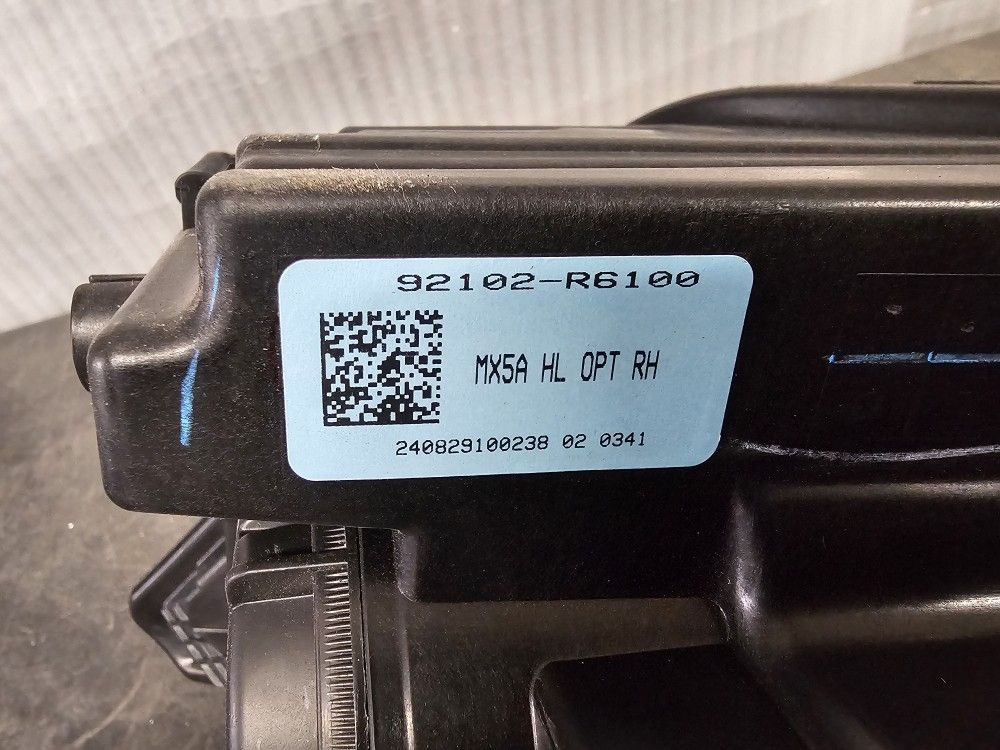 92102-R6100
MX5A HL OPT RH
240829100238 02 0341